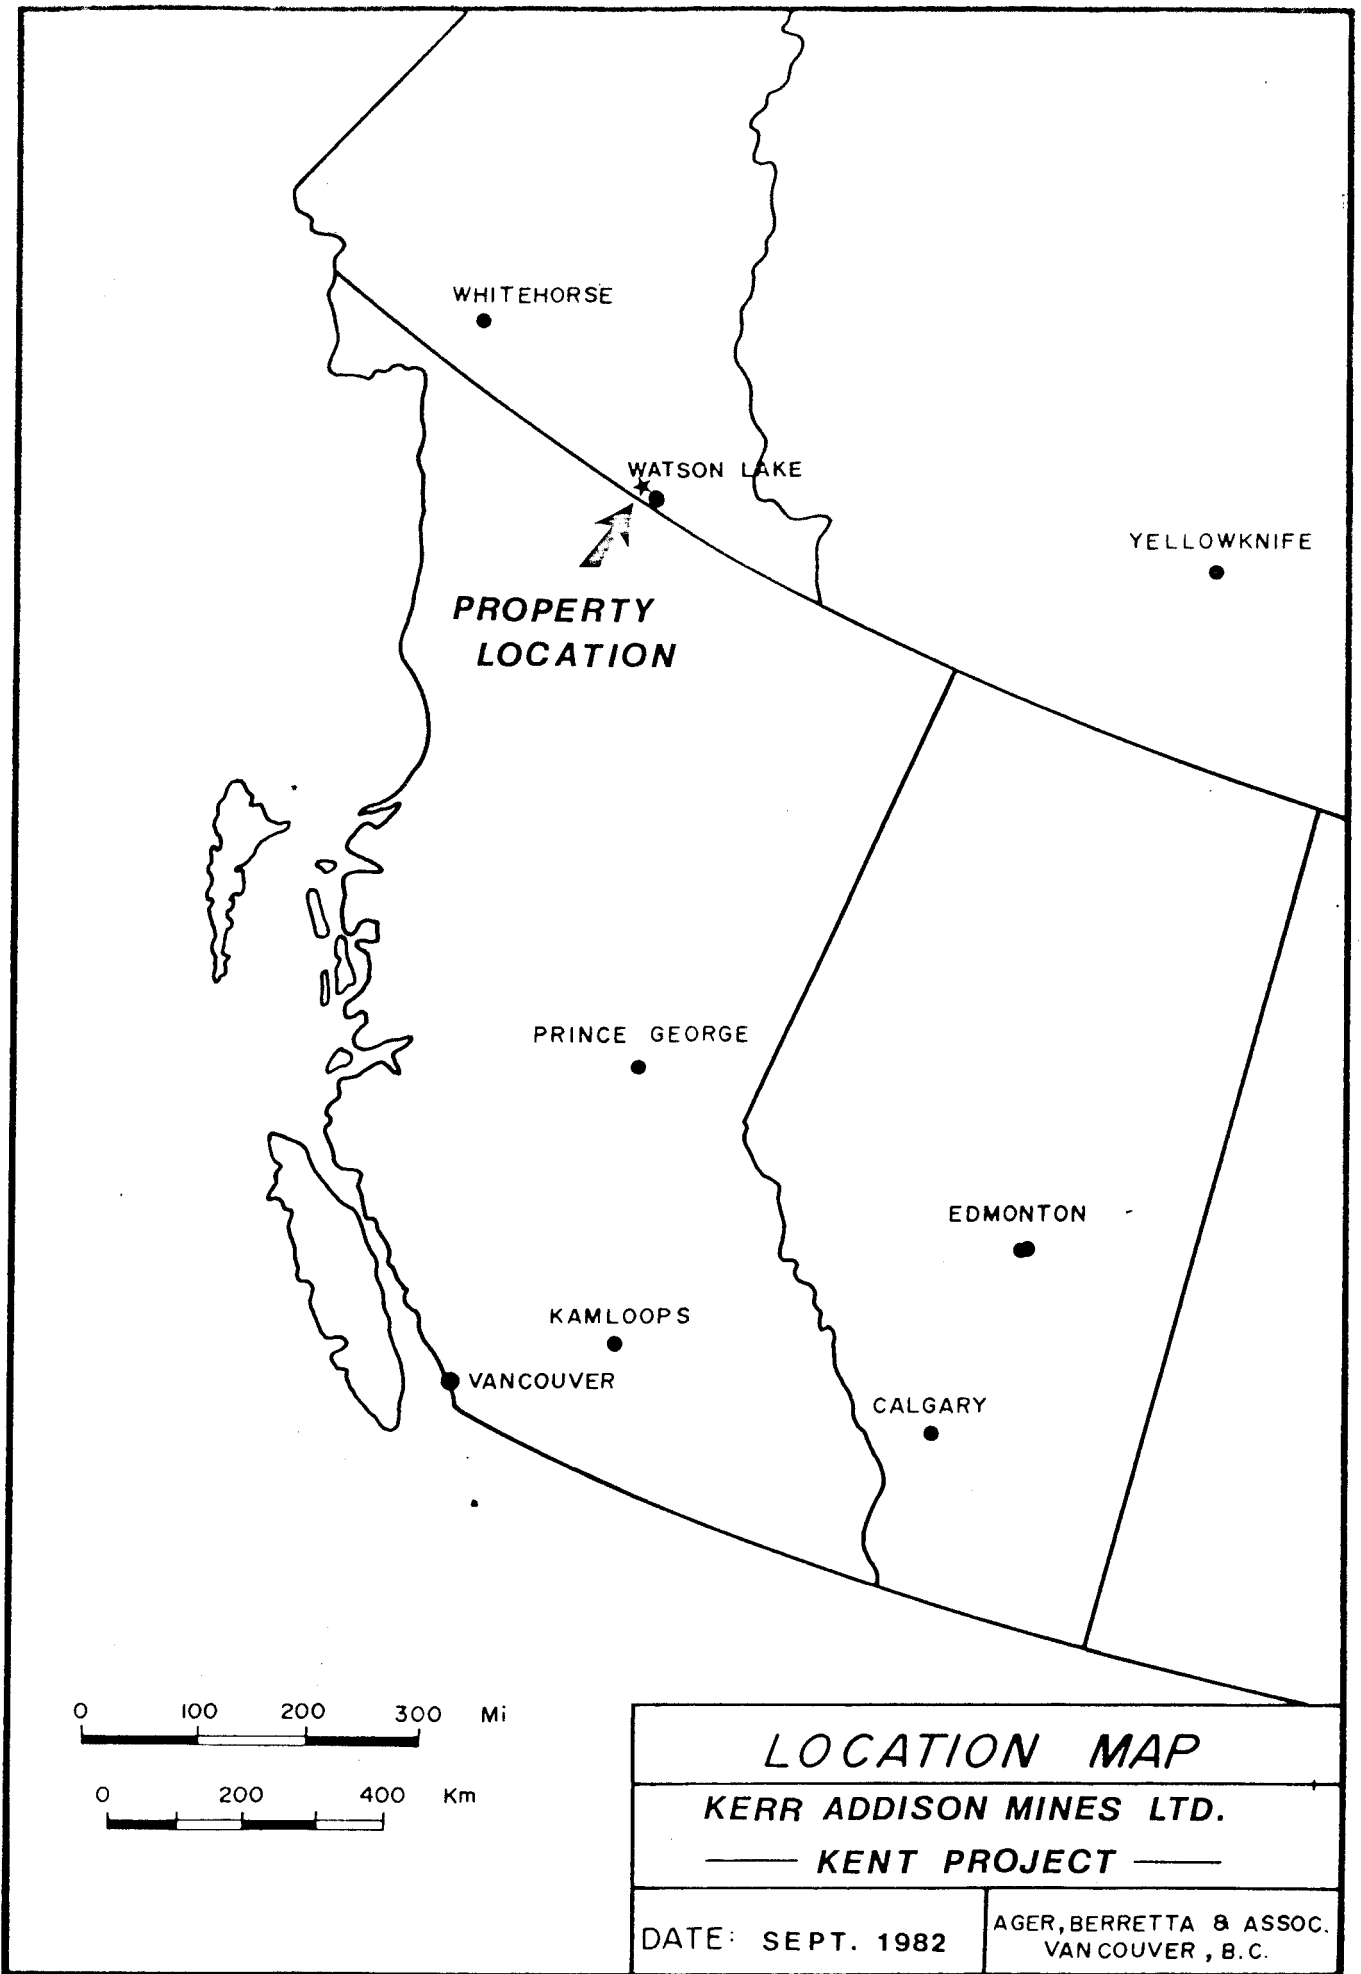 WHITEHORSE
WATSON LAKE
YELLOWKNIFE
PROPERTY
LOCATION
PRINCE GEORGE
EDMONTON
KAMLOOPS
VANCOUVER
CALGARY
0 100 200 300 Mi
0 200 400 Km
LOCATION MAP
KERR ADDISON MINES LTD.
KENT PROJECT
DATE: SEPT. 1982
AGER, BERRETTA & ASSOC.
VANCOUVER, B.C.